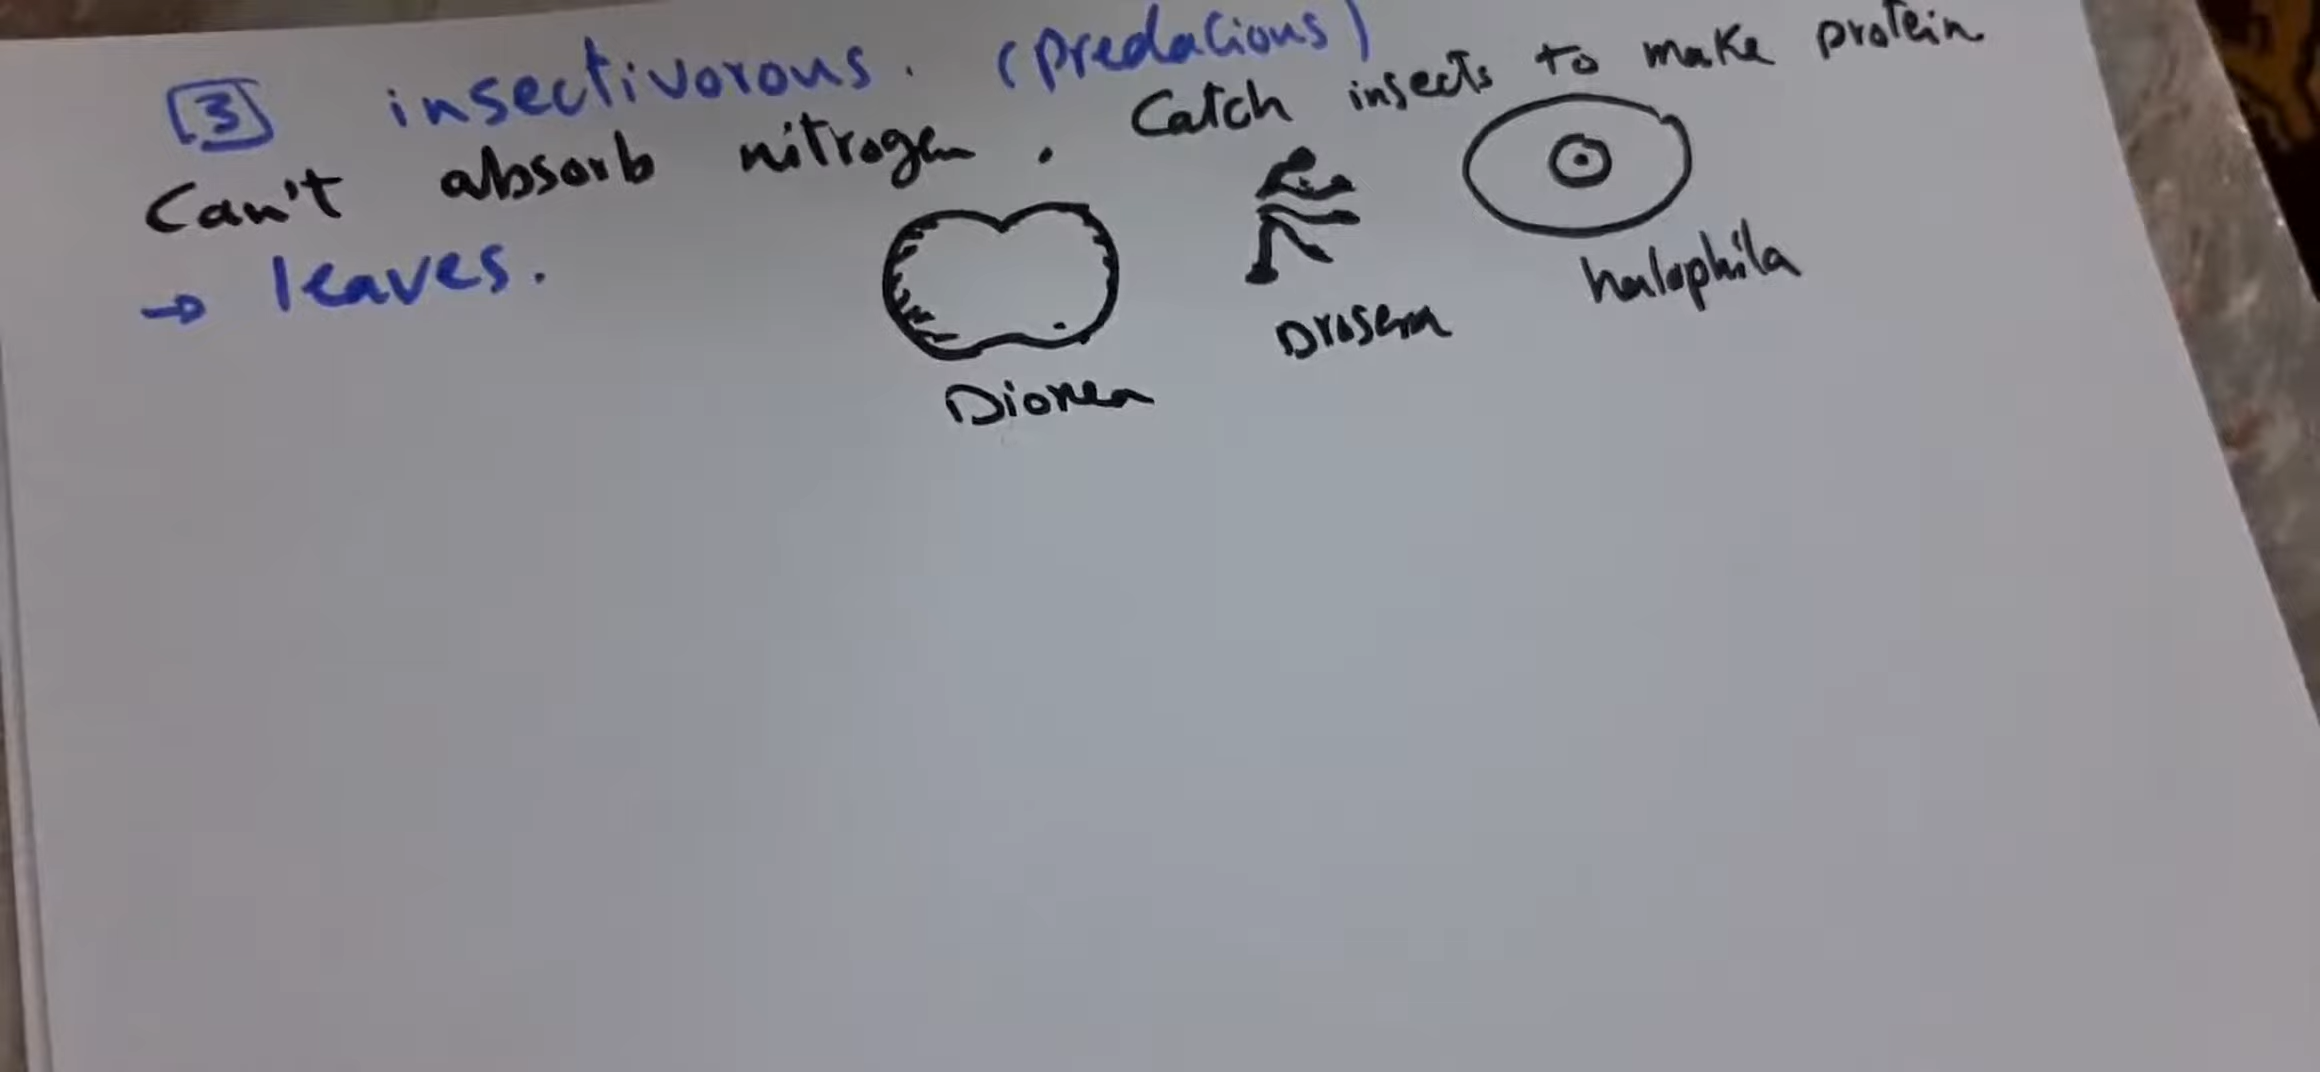 3 insectivorous. (predacious)
Can't absorb nitrogen. Catch insects to make protein
→ leaves.
Dionea
Drosera
halophila